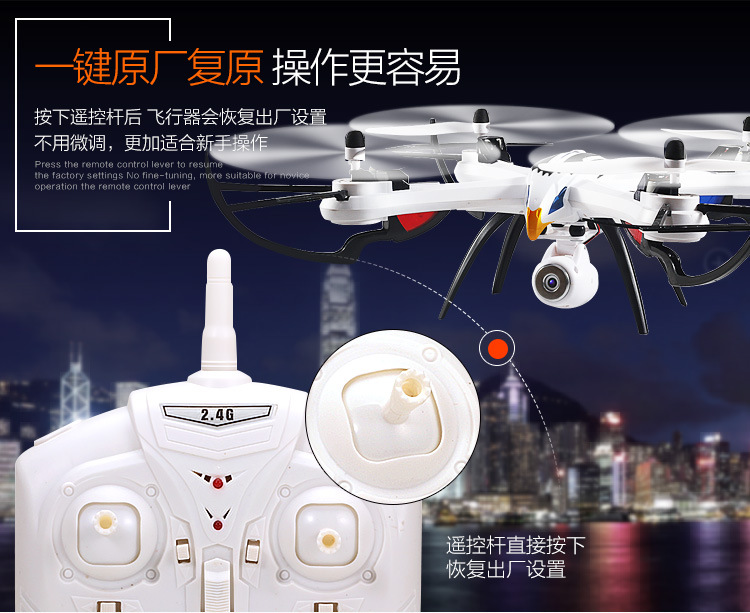 一键原厂复原 操作更容易
按下遥控杆后 飞行器会恢复出厂设置
不用微调，更加适合新手操作
Press the remote control lever to resume
the factory settings No fine-tuning, more suitable for novice
operation the remote control lever
2.4G
遥控杆直接按下
恢复出厂设置